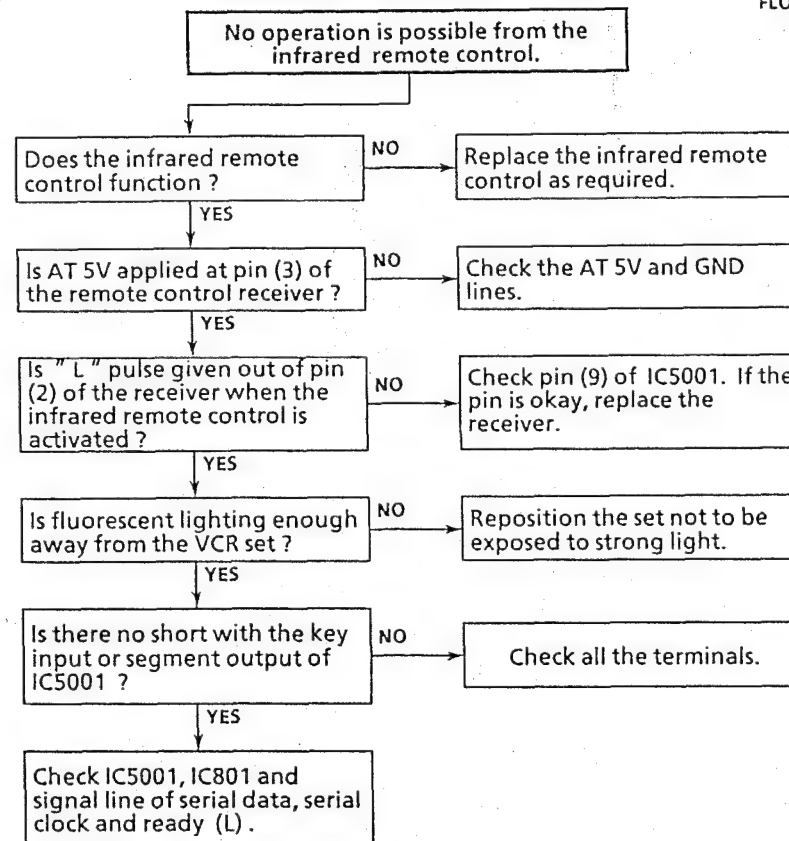 FLO
No operation is possible from the
infrared remote control.
Does the infrared remote
control function ?
NO
Replace the infrared remote
control as required.
YES
Is AT 5V applied at pin (3) of
the remote control receiver ?
NO
Check the AT 5V and GND
lines.
YES
Is " L " pulse given out of pin
(2) of the receiver when the
infrared remote control is
activated ?
NO
Check pin (9) of IC5001. If the
pin is okay, replace the
receiver.
YES
Is fluorescent lighting enough
away from the VCR set ?
NO
Reposition the set not to be
exposed to strong light.
YES
Is there no short with the key
input or segment output of
IC5001 ?
NO
Check all the terminals.
YES
Check IC5001, IC801 and
signal line of serial data, serial
clock and ready (L) .